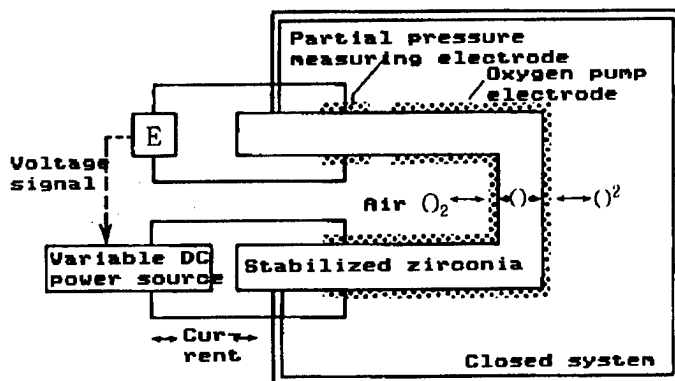 Partial pressure
measuring electrode
Oxygen pump
electrode
E
Voltage
signal
Air O₂ ↔ () ↔ ()²
Variable DC
power source
Stabilized zirconia
Cur-
rent
Closed system